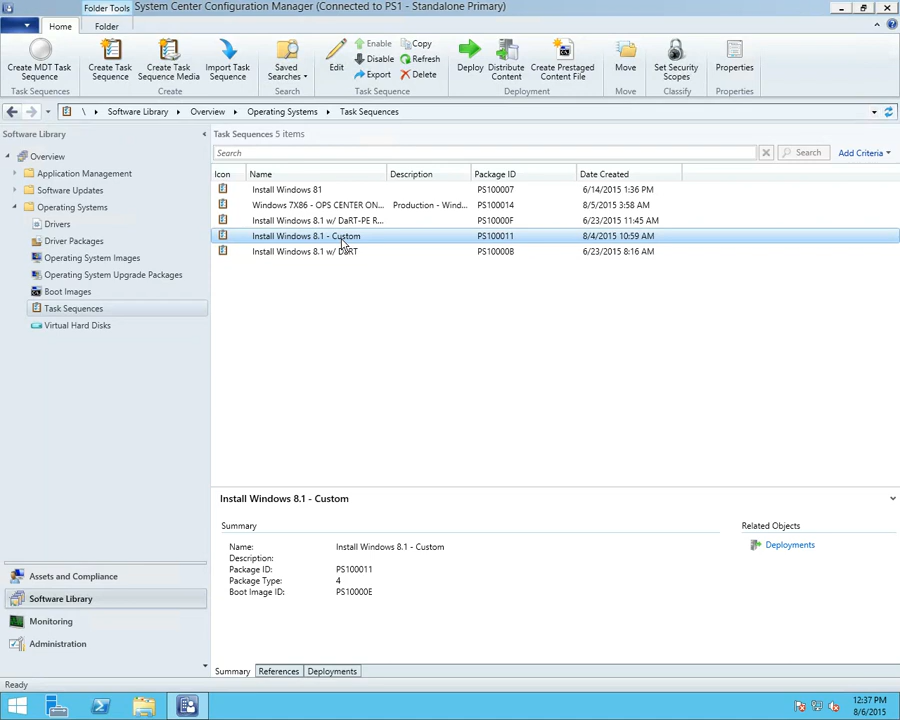 Folder Tools System Center Configuration Manager (Connected to PS1 - Standalone Primary)
Home Folder
Create MDT Task Sequence
Create Task Sequence
Create Task Sequence Media
Import Task Sequence
Saved Searches
Edit
Enable
Disable
Export
Copy
Refresh
Delete
Deploy
Distribute Content
Create Prestaged Content File
Move
Set Security Scopes
Properties
Task Sequences Create Search Task Sequence Deployment Move Classify Properties
\ Software Library Overview Operating Systems Task Sequences
Software Library
Overview
Application Management
Software Updates
Operating Systems
Drivers
Driver Packages
Operating System Images
Operating System Upgrade Packages
Boot Images
Task Sequences
Virtual Hard Disks
Assets and Compliance
Software Library
Monitoring
Administration
Task Sequences 5 items
Search Search Add Criteria
Icon Name Description Package ID Date Created
Install Windows 81 PS100007 6/14/2015 1:36 PM
Windows 7X86 - OPS CENTER ON... Production - Wind... PS100014 8/5/2015 3:58 AM
Install Windows 8.1 w/ DaRT-PE R... PS10000F 6/23/2015 11:45 AM
Install Windows 8.1 - Custom PS100011 8/4/2015 10:59 AM
Install Windows 8.1 w/ DaRT PS10000B 6/23/2015 8:16 AM
Install Windows 8.1 - Custom
Summary
Name: Install Windows 8.1 - Custom
Description:
Package ID: PS100011
Package Type: 4
Boot Image ID: PS10000E
Related Objects
Deployments
Summary References Deployments
Ready
12:37 PM
8/6/2015